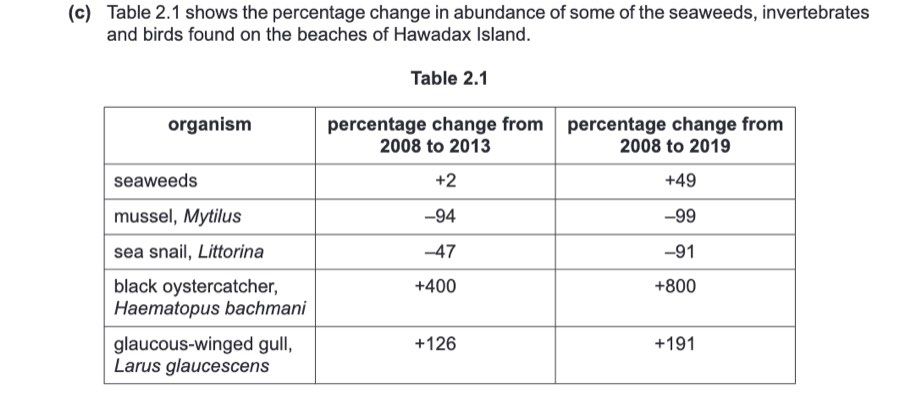 (c) Table 2.1 shows the percentage change in abundance of some of the seaweeds, invertebrates
and birds found on the beaches of Hawadax Island.
Table 2.1
organism | percentage change from 2008 to 2013 | percentage change from 2008 to 2019
seaweeds | +2 | +49
mussel, Mytilus | –94 | –99
sea snail, Littorina | –47 | –91
black oystercatcher, Haematopus bachmani | +400 | +800
glaucous-winged gull, Larus glaucescens | +126 | +191